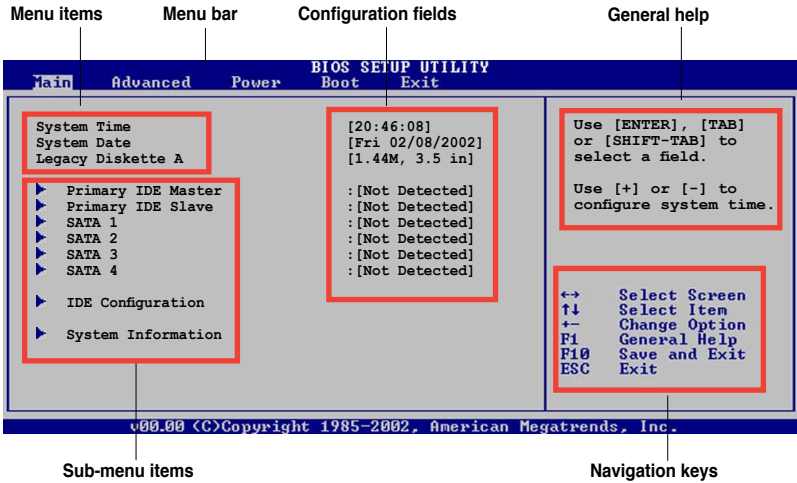 Menu items Menu bar Configuration fields General help
BIOS SETUP UTILITY
Main Advanced Power Boot Exit
System Time [20:46:08]
System Date [Fri 02/08/2002]
Legacy Diskette A [1.44M, 3.5 in]
Primary IDE Master :[Not Detected]
Primary IDE Slave :[Not Detected]
SATA 1 :[Not Detected]
SATA 2 :[Not Detected]
SATA 3 :[Not Detected]
SATA 4 :[Not Detected]
IDE Configuration
System Information
Use [ENTER], [TAB]
or [SHIFT-TAB] to
select a field.
Use [+] or [-] to
configure system time.
←→ Select Screen
↑↓ Select Item
+- Change Option
F1 General Help
F10 Save and Exit
ESC Exit
v00.00 (C)Copyright 1985-2002, American Megatrends, Inc.
Sub-menu items Navigation keys